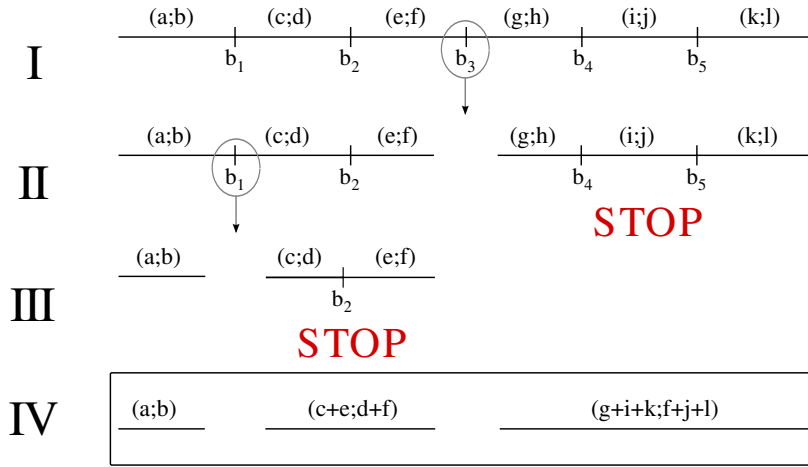 (a;b) (c;d) (e;f) (g;h) (i;j) (k;l)
I
b1 b2 b3 b4 b5
(a;b) (c;d) (e;f) (g;h) (i;j) (k;l)
II
b1 b2 b4 b5
STOP
(a;b) (c;d) (e;f)
III
b2
STOP
IV
(a;b) (c+e;d+f) (g+i+k;f+j+l)